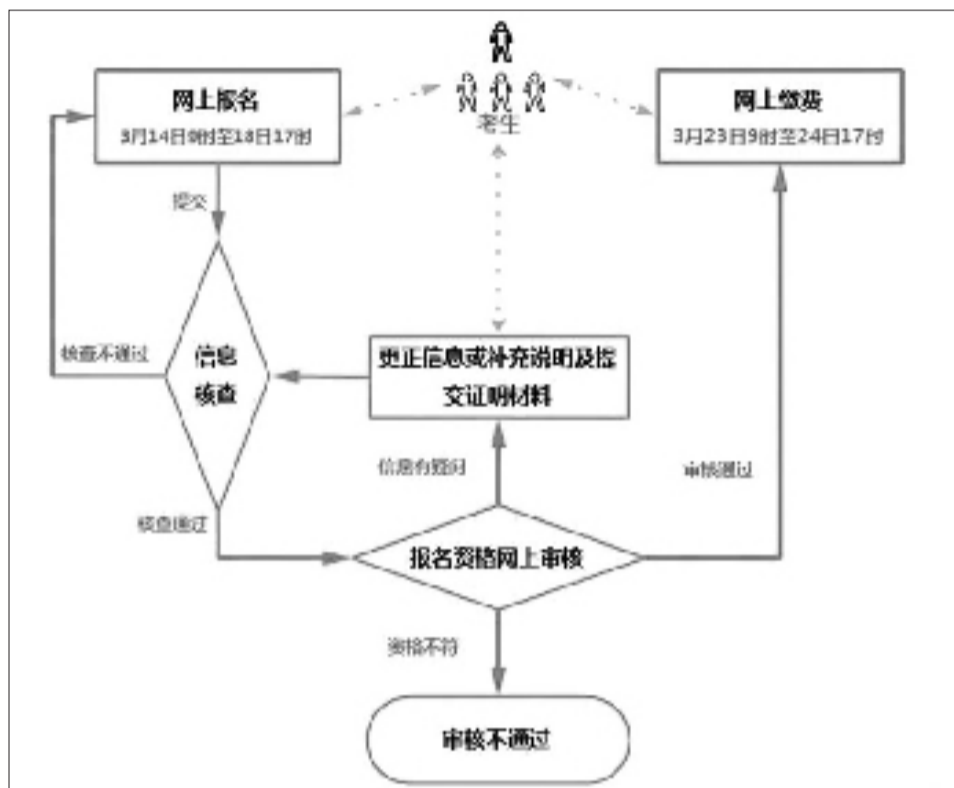 网上报名
3月14日9时至18日17时
考生
网上缴费
3月23日9时至24日17时
提交
核查不通过
信息
核查
更正信息或补充说明及提
交证明材料
信息有疑问
审核通过
核查通过
报名资格网上审核
资格不符
审核不通过